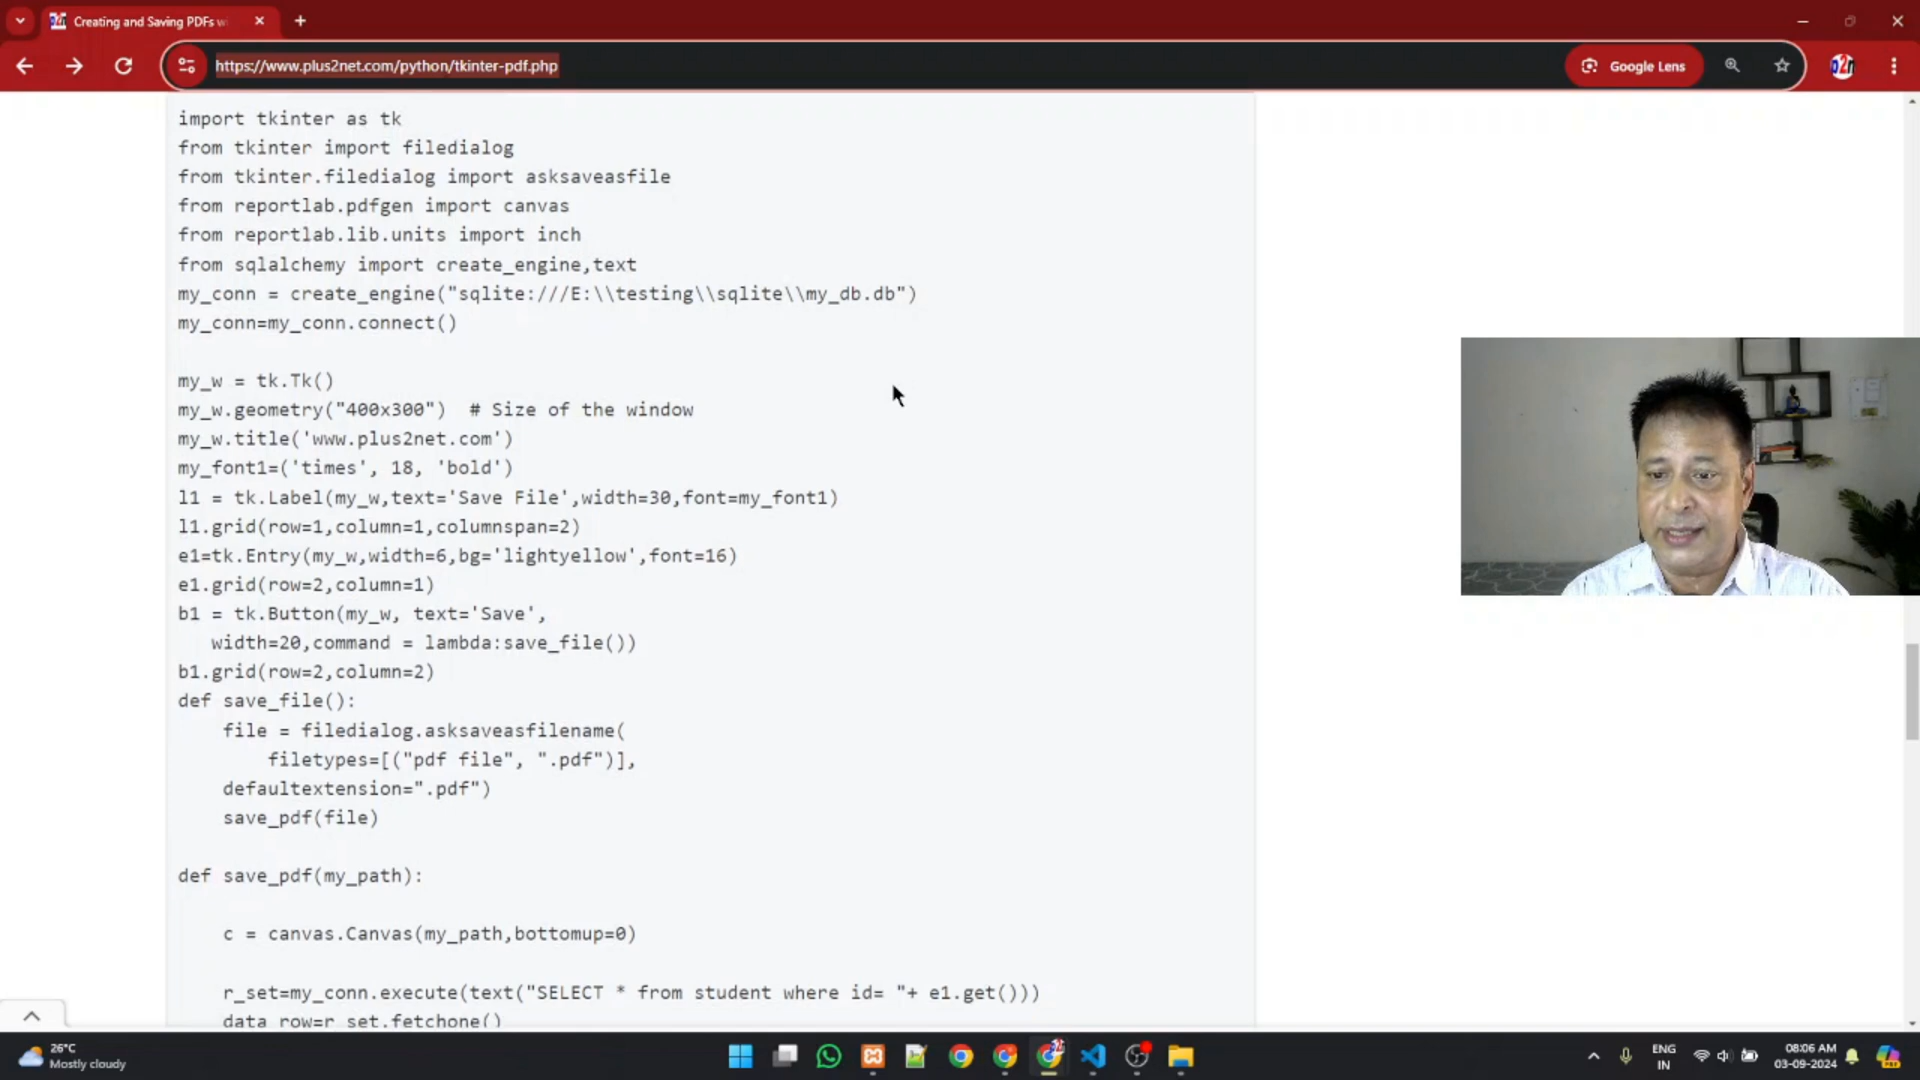 Creating and Saving PDFs wi
https://www.plus2net.com/python/tkinter-pdf.php
Google Lens
import tkinter as tk
from tkinter import filedialog
from tkinter.filedialog import asksaveasfile
from reportlab.pdfgen import canvas
from reportlab.lib.units import inch
from sqlalchemy import create_engine,text
my_conn = create_engine("sqlite:///E:\\testing\\sqlite\\my_db.db")
my_conn=my_conn.connect()
my_w = tk.Tk()
my_w.geometry("400x300")  # Size of the window
my_w.title('www.plus2net.com')
my_font1=('times', 18, 'bold')
l1 = tk.Label(my_w,text='Save File',width=30,font=my_font1)
l1.grid(row=1,column=1,columnspan=2)
e1=tk.Entry(my_w,width=6,bg='lightyellow',font=16)
e1.grid(row=2,column=1)
b1 = tk.Button(my_w, text='Save',
width=20,command = lambda:save_file())
b1.grid(row=2,column=2)
def save_file():
file = filedialog.asksaveasfilename(
filetypes=[("pdf file", ".pdf")],
defaultextension=".pdf")
save_pdf(file)
def save_pdf(my_path):
c = canvas.Canvas(my_path,bottomup=0)
r_set=my_conn.execute(text("SELECT * from student where id= "+ e1.get()))
data_row=r_set.fetchone()
26°C
Mostly cloudy
ENG
IN
08:06 AM
03-09-2024